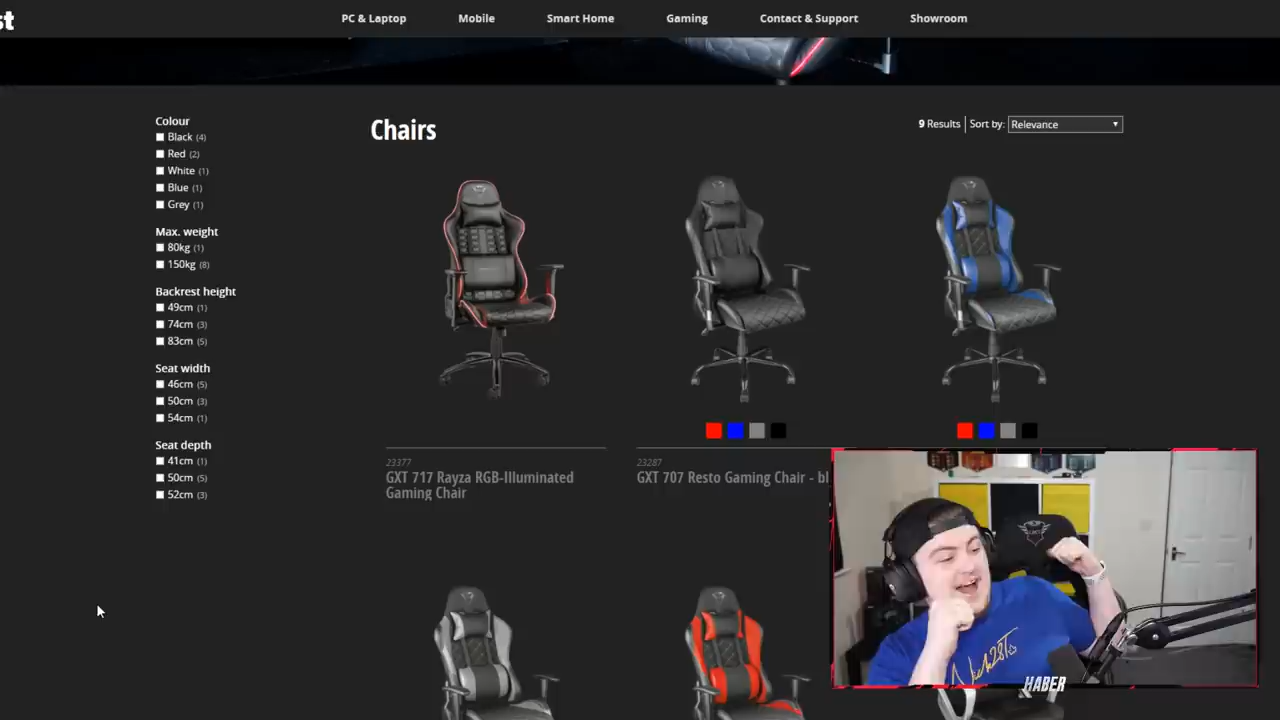 st
PC & Laptop
Mobile
Smart Home
Gaming
Contact & Support
Showroom
Colour
Black (4)
Red (2)
White (1)
Blue (1)
Grey (1)
Max. weight
80kg (1)
150kg (8)
Backrest height
49cm (1)
74cm (3)
83cm (5)
Seat width
46cm (5)
50cm (3)
54cm (1)
Seat depth
41cm (1)
50cm (5)
52cm (3)
Chairs
9 Results
Sort by: Relevance
23377
GXT 717 Rayza RGB-Illuminated
Gaming Chair
23287
GXT 707 Resto Gaming Chair - bl
HABER